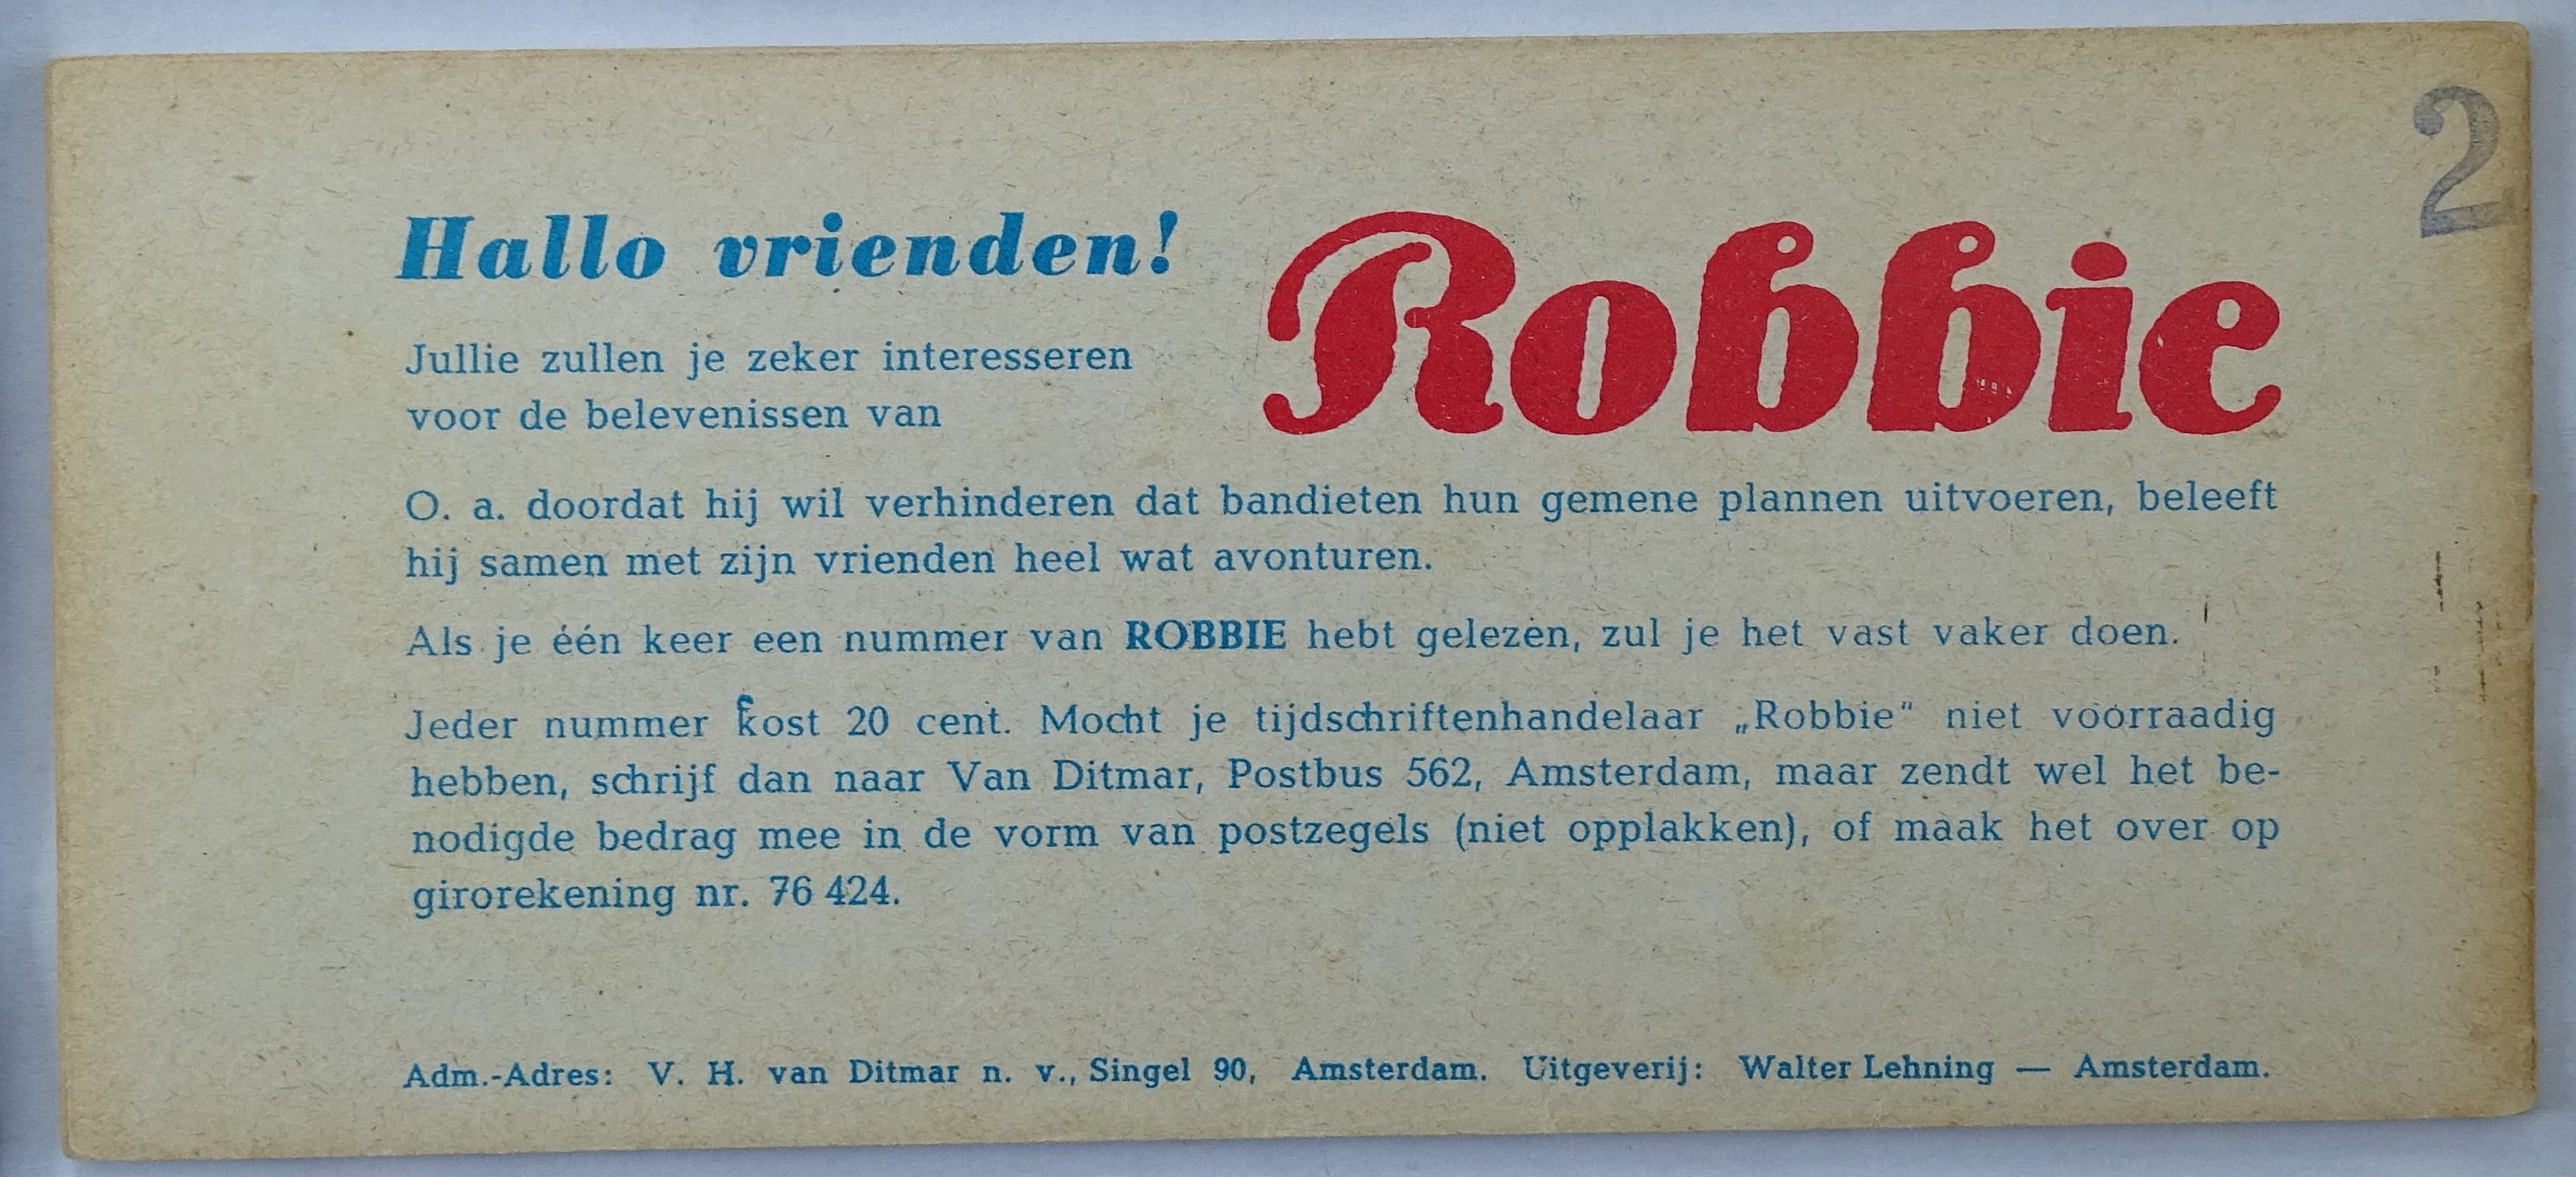 2
Hallo vrienden!
Robbie
Jullie zullen je zeker interesseren
voor de belevenissen van
O. a. doordat hij wil verhinderen dat bandieten hun gemene plannen uitvoeren, beleeft
hij samen met zijn vrienden heel wat avonturen.
Als je één keer een nummer van ROBBIE hebt gelezen, zul je het vast vaker doen.
Jeder nummer kost 20 cent. Mocht je tijdschriftenhandelaar „Robbie“ niet voorraadig
hebben, schrijf dan naar Van Ditmar, Postbus 562, Amsterdam, maar zendt wel het be-
nodigde bedrag mee in de vorm van postzegels (niet opplakken), of maak het over op
girorekening nr. 76 424.
Adm.-Adres: V. H. van Ditmar n. v., Singel 90, Amsterdam. Uitgeverij: Walter Lehning — Amsterdam.